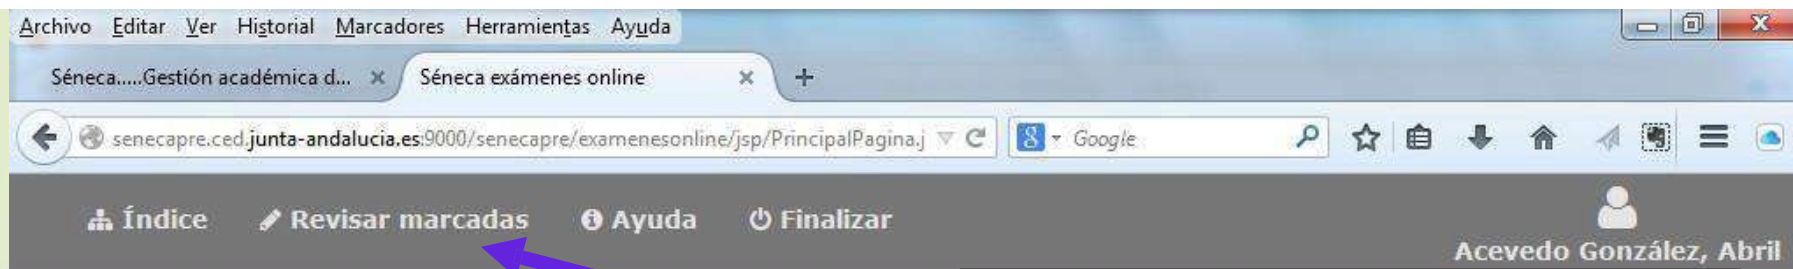 Archivo Editar Ver Historial Marcadores Herramientas Ayuda
Séneca.....Gestión académica d... Séneca exámenes online
senecapre.ced.junta-andalucia.es:9000/senecapre/examenesonline/jsp/PrincipalPagina.j 8 Google
Índice Revisar marcadas Ayuda Finalizar
Acevedo González, Abril